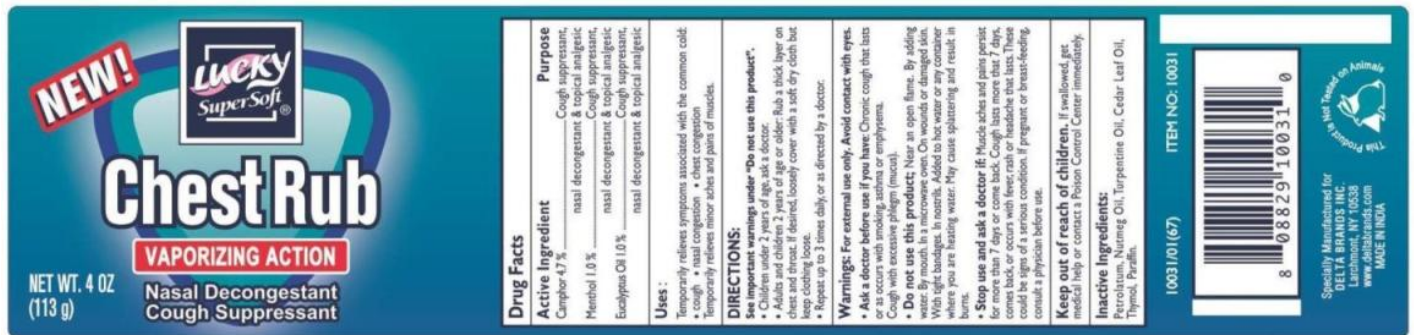 NEW!
LUCKY
SuperSoft®
Chest Rub
VAPORIZING ACTION
NET WT. 4 OZ
(113 g)
Nasal Decongestant
Cough Suppressant
Drug Facts
Active Ingredient Purpose
Camphor 4.7 % Cough suppressant,
nasal decongestant & topical analgesic
Menthol 1.0 % Cough suppressant,
nasal decongestant & topical analgesic
Eucalyptus Oil 1.0 % Cough suppressant,
nasal decongestant & topical analgesic
Uses :
Temporarily relieves symptoms associated with the common cold:
• cough • nasal congestion • chest congestion
Temporarily relieves minor aches and pains of muscles.
DIRECTIONS:
See important warnings under "Do not use this product".
• Children under 2 years of age, ask a doctor.
• Adults and children 2 years of age or older: Rub a thick layer on
chest and throat. If desired, loosely cover with a soft dry cloth but
keep clothing loose.
• Repeat up to 3 times daily, or as directed by a doctor.
Warnings: For external use only. Avoid contact with eyes.
• Ask a doctor before use if you have: Chronic cough that lasts
or as occurs with smoking, asthma or emphysema.
Cough with excessive phlegm (mucus).
• Do not use this product; Near an open flame. By adding
water. By mouth. In a microwave oven. On wounds or damaged skin.
With tight bandages. In nostrils. Added to hot water or any container
where you are heating water. May cause splattering and result in
burns.
• Stop use and ask a doctor if: Muscle aches and pains persist
for more than 7 days or come back. Cough lasts more that 7 days,
comes back, or occurs with fever, rash or headache that lasts. These
could be signs of a serious condition. If pregnant or breast-feeding,
consult a physician before use.
Keep out of reach of children. If swallowed, get
medical help or contact a Poison Control Center immediately.
Inactive Ingredients:
Petrolatum, Nutmeg Oil, Turpentine Oil, Cedar Leaf Oil,
Thymol, Paraffin.
10031/01(67) ITEM NO: 10031
8 08829 10031 0
Specially Manufactured for
DELTA BRANDS INC.
Larchmont, NY 10538
www.deltabrands.com
MADE IN INDIA
This Product is Not Tested on Animals